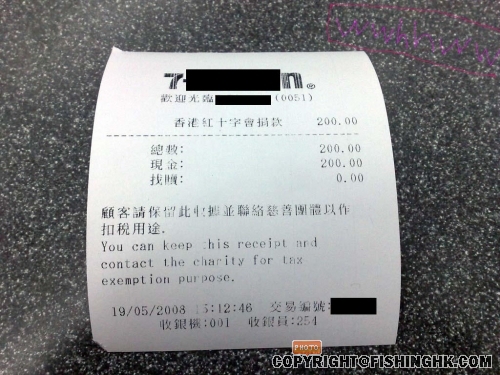 7- n®
歡迎光臨 (0051)
香港紅十字會捐款 200.00
總數: 200.00
現金: 200.00
找贖: 0.00
顧客請保留此收據並聯絡慈善團體以作
扣稅用途.
You can keep this receipt and
contact the charity for tax
exemption purpose.
19/05/2008 15:12:46 交易編號:
收銀機:001 收銀員:254
PHOTO
COPYRIGHT@FISHINGHK.COM